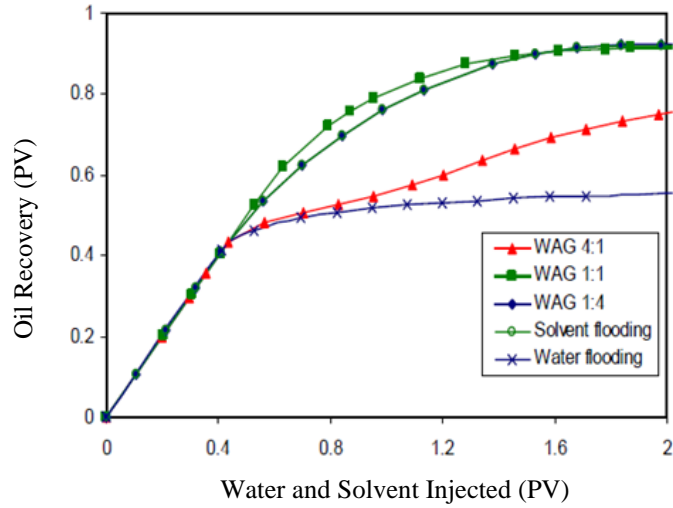 1
0.8
0.6
0.4
0.2
0
Oil Recovery (PV)
WAG 4:1
WAG 1:1
WAG 1:4
Solvent flooding
Water flooding
0 0.4 0.8 1.2 1.6 2
Water and Solvent Injected (PV)